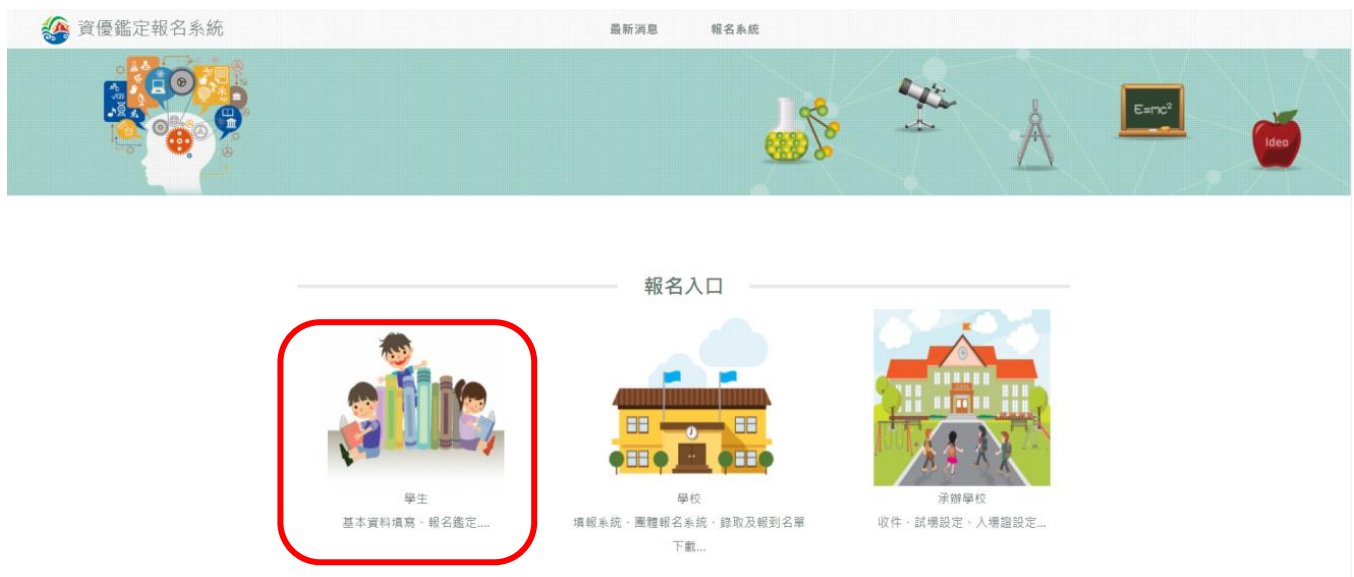 資優鑑定報名系統
最新消息
報名系統
E=mc²
Idea
報名入口
學生
基本資料填寫、報名鑑定....
學校
填報系統、團體報名系統、錄取及報到名單
下載...
承辦學校
收件、試場設定、入場證設定...